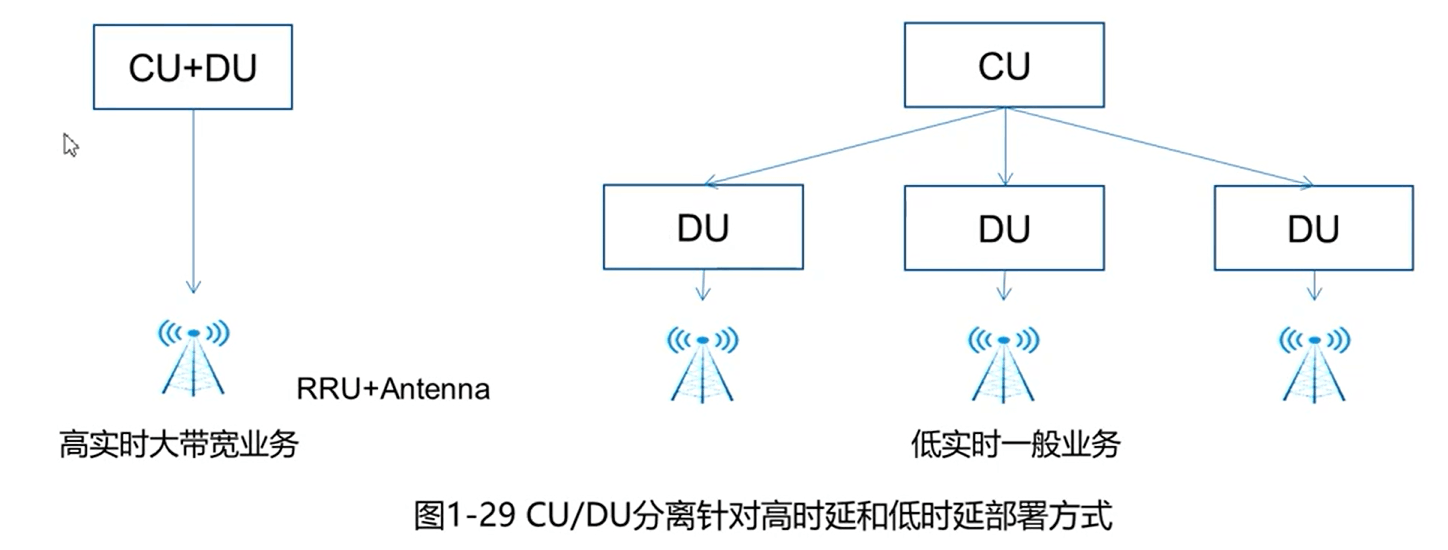 CU+DU
CU
DU
DU
DU
RRU+Antenna
高实时大带宽业务
低实时一般业务
图1-29 CU/DU分离针对高时延和低时延部署方式